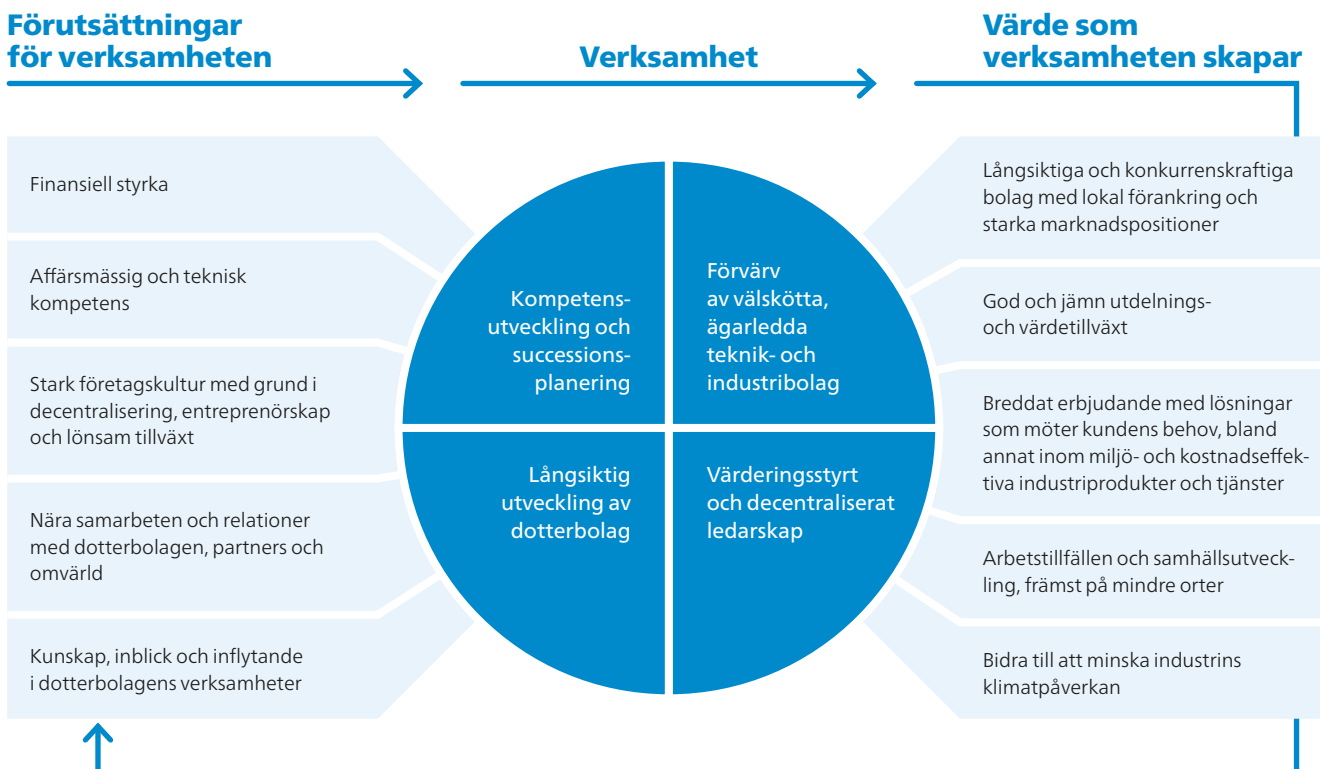 Förutsättningar
för verksamheten
Verksamhet
Värde som
verksamheten skapar
Finansiell styrka
Affärsmässig och teknisk
kompetens
Stark företagskultur med grund i
decentralisering, entreprenörskap
och lönsam tillväxt
Nära samarbeten och relationer
med dotterbolagen, partners och
omvärld
Kunskap, inblick och inflytande
i dotterbolagens verksamheter
Kompetens-
utveckling och
successions-
planering
Förvärv
av välskötta,
ägarledda
teknik- och
industribolag
Långsiktig
utveckling av
dotterbolag
Värderingsstyrt
och decentraliserat
ledarskap
Långsiktiga och konkurrenskraftiga
bolag med lokal förankring och
starka marknadspositioner
God och jämn utdelnings-
och värdetillväxt
Breddat erbjudande med lösningar
som möter kundens behov, bland
annat inom miljö- och kostnadseffek-
tiva industriprodukter och tjänster
Arbetstillfällen och samhällsutveck-
ling, främst på mindre orter
Bidra till att minska industrins
klimatpåverkan